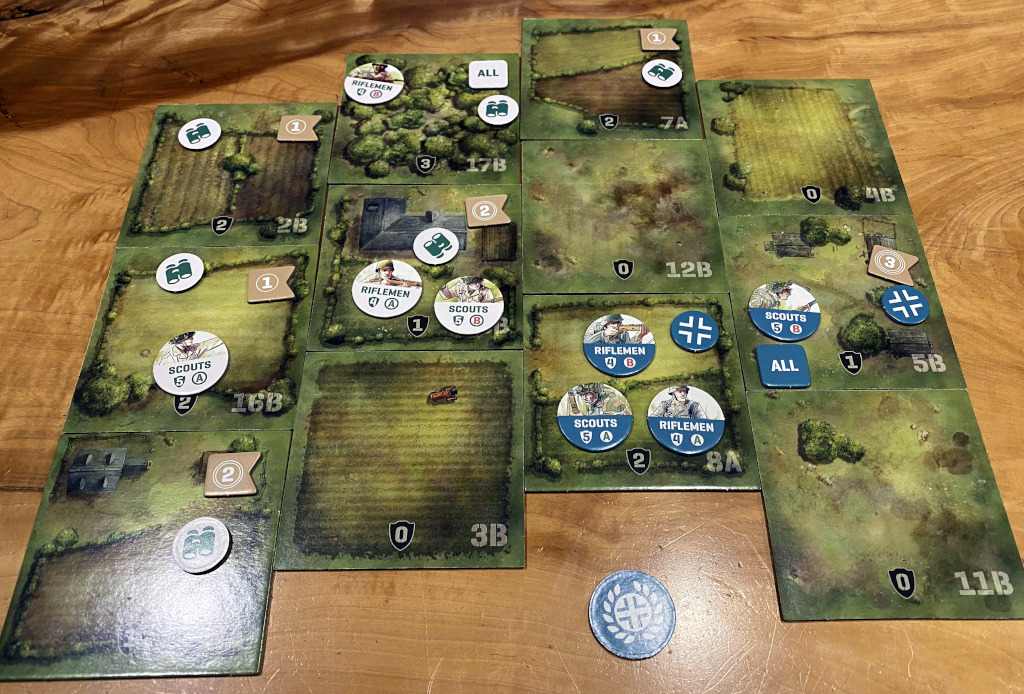 1
2
7A
RIFLEMEN
4 B
ALL
3
17B
1
2
2B
0
4B
2
RIFLEMEN
4 A
SCOUTS
5 B
1
B
0
12B
3
SCOUTS
5 B
ALL
1
5B
1
SCOUTS
5 A
2
16B
RIFLEMEN
4 B
SCOUTS
5 A
RIFLEMEN
4 A
2
8A
2
0
3B
0
11B